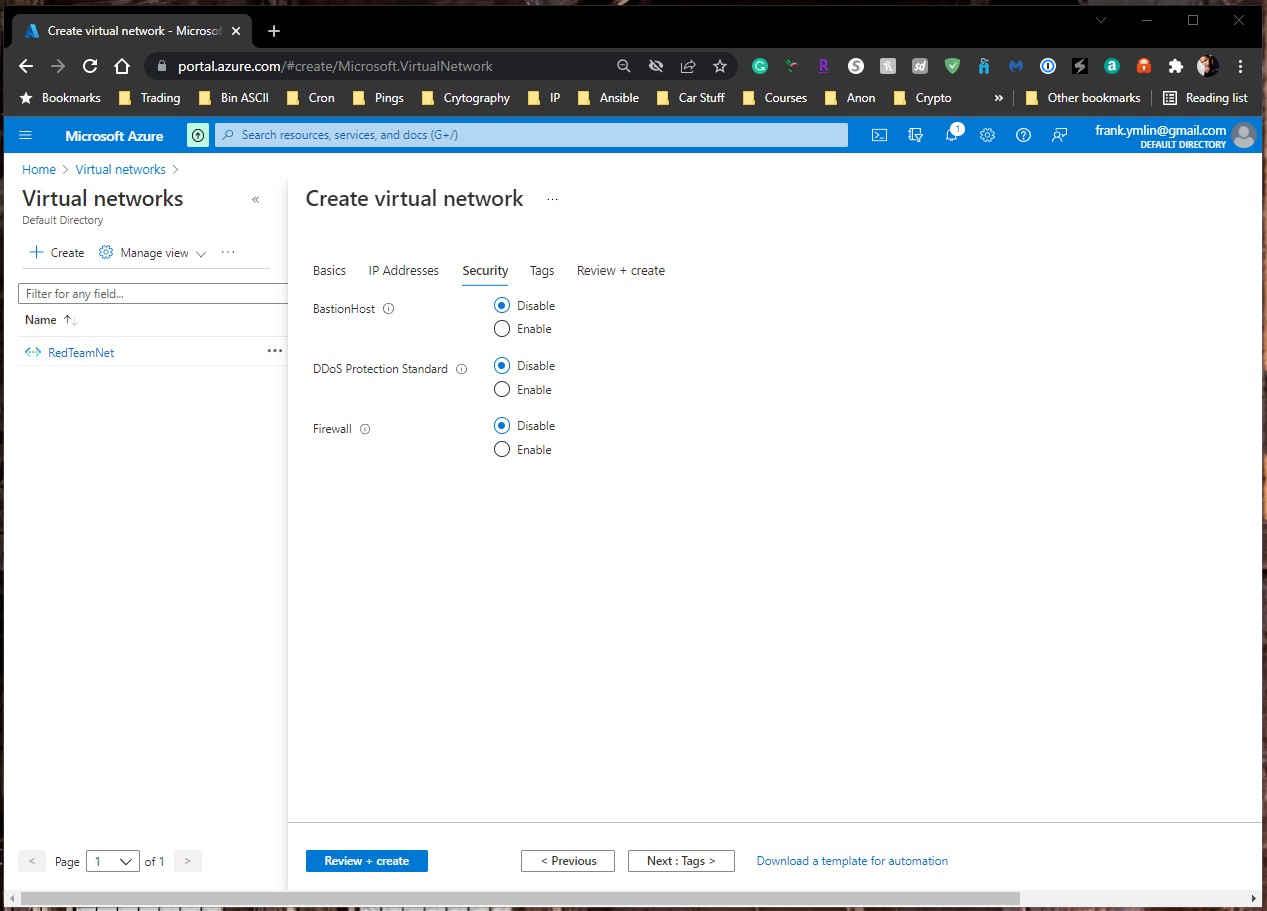 Create virtual network - Microsof
portal.azure.com/#create/Microsoft.VirtualNetwork
Bookmarks Trading Bin ASCII Cron Pings Crytography IP Ansible Car Stuff Courses Anon Crypto » Other bookmarks Reading list
Microsoft Azure Search resources, services, and docs (G+/) 1 frank.ymlin@gmail.com
DEFAULT DIRECTORY
Home > Virtual networks >
Virtual networks «
Default Directory
+ Create Manage view ...
Filter for any field...
Name ↑↓
RedTeamNet ...
Page 1 of 1
Create virtual network ...
Basics IP Addresses Security Tags Review + create
BastionHost Disable
Enable
DDoS Protection Standard Disable
Enable
Firewall Disable
Enable
Review + create < Previous Next : Tags > Download a template for automation